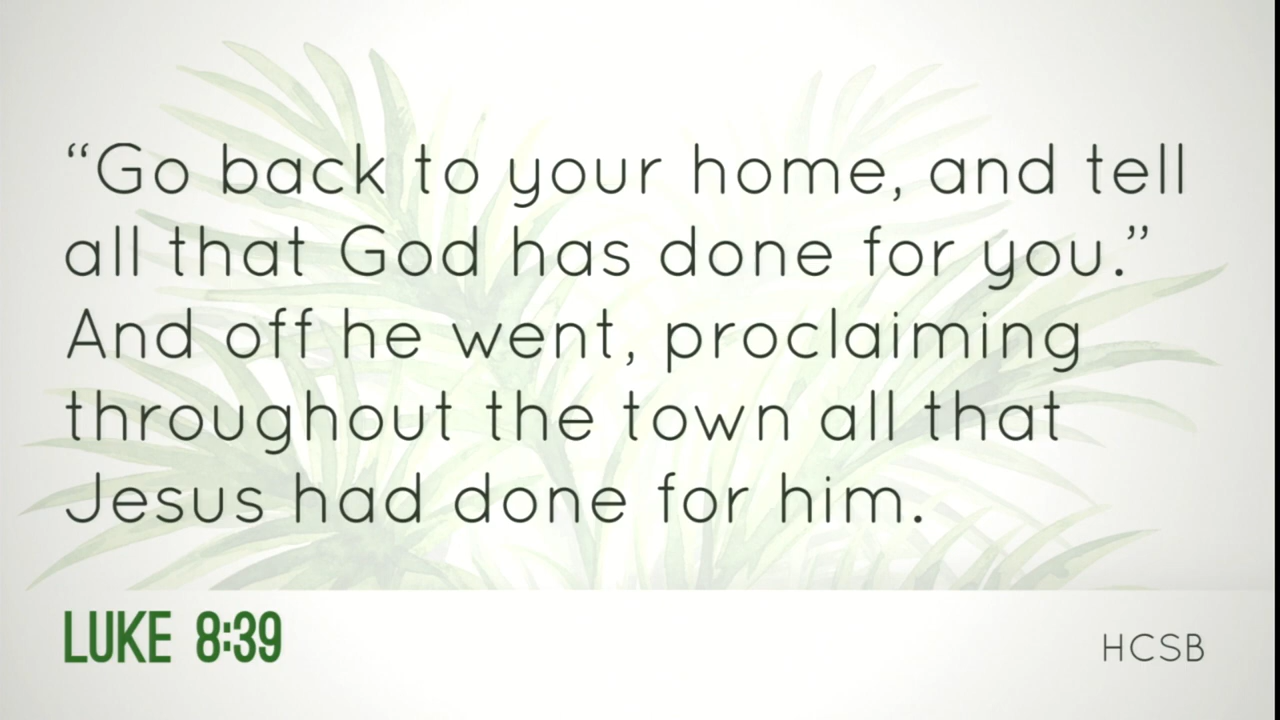 “Go back to your home, and tell
all that God has done for you.”
And off he went, proclaiming
throughout the town all that
Jesus had done for him.
LUKE 8:39
HCSB